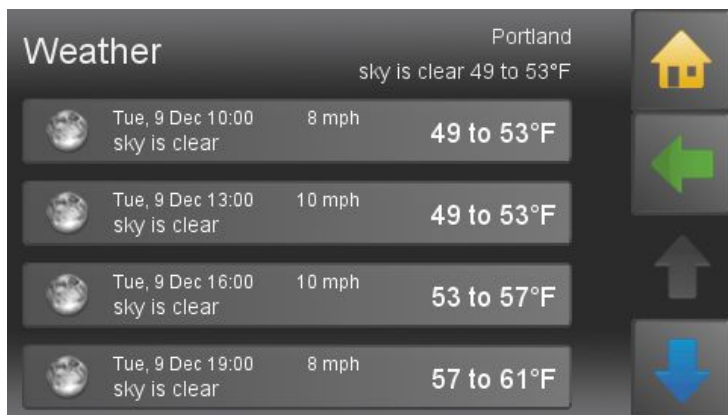 Weather
Portland
sky is clear 49 to 53°F
Tue, 9 Dec 10:00 8 mph 49 to 53°F
sky is clear
Tue, 9 Dec 13:00 10 mph 49 to 53°F
sky is clear
Tue, 9 Dec 16:00 10 mph 53 to 57°F
sky is clear
Tue, 9 Dec 19:00 8 mph 57 to 61°F
sky is clear